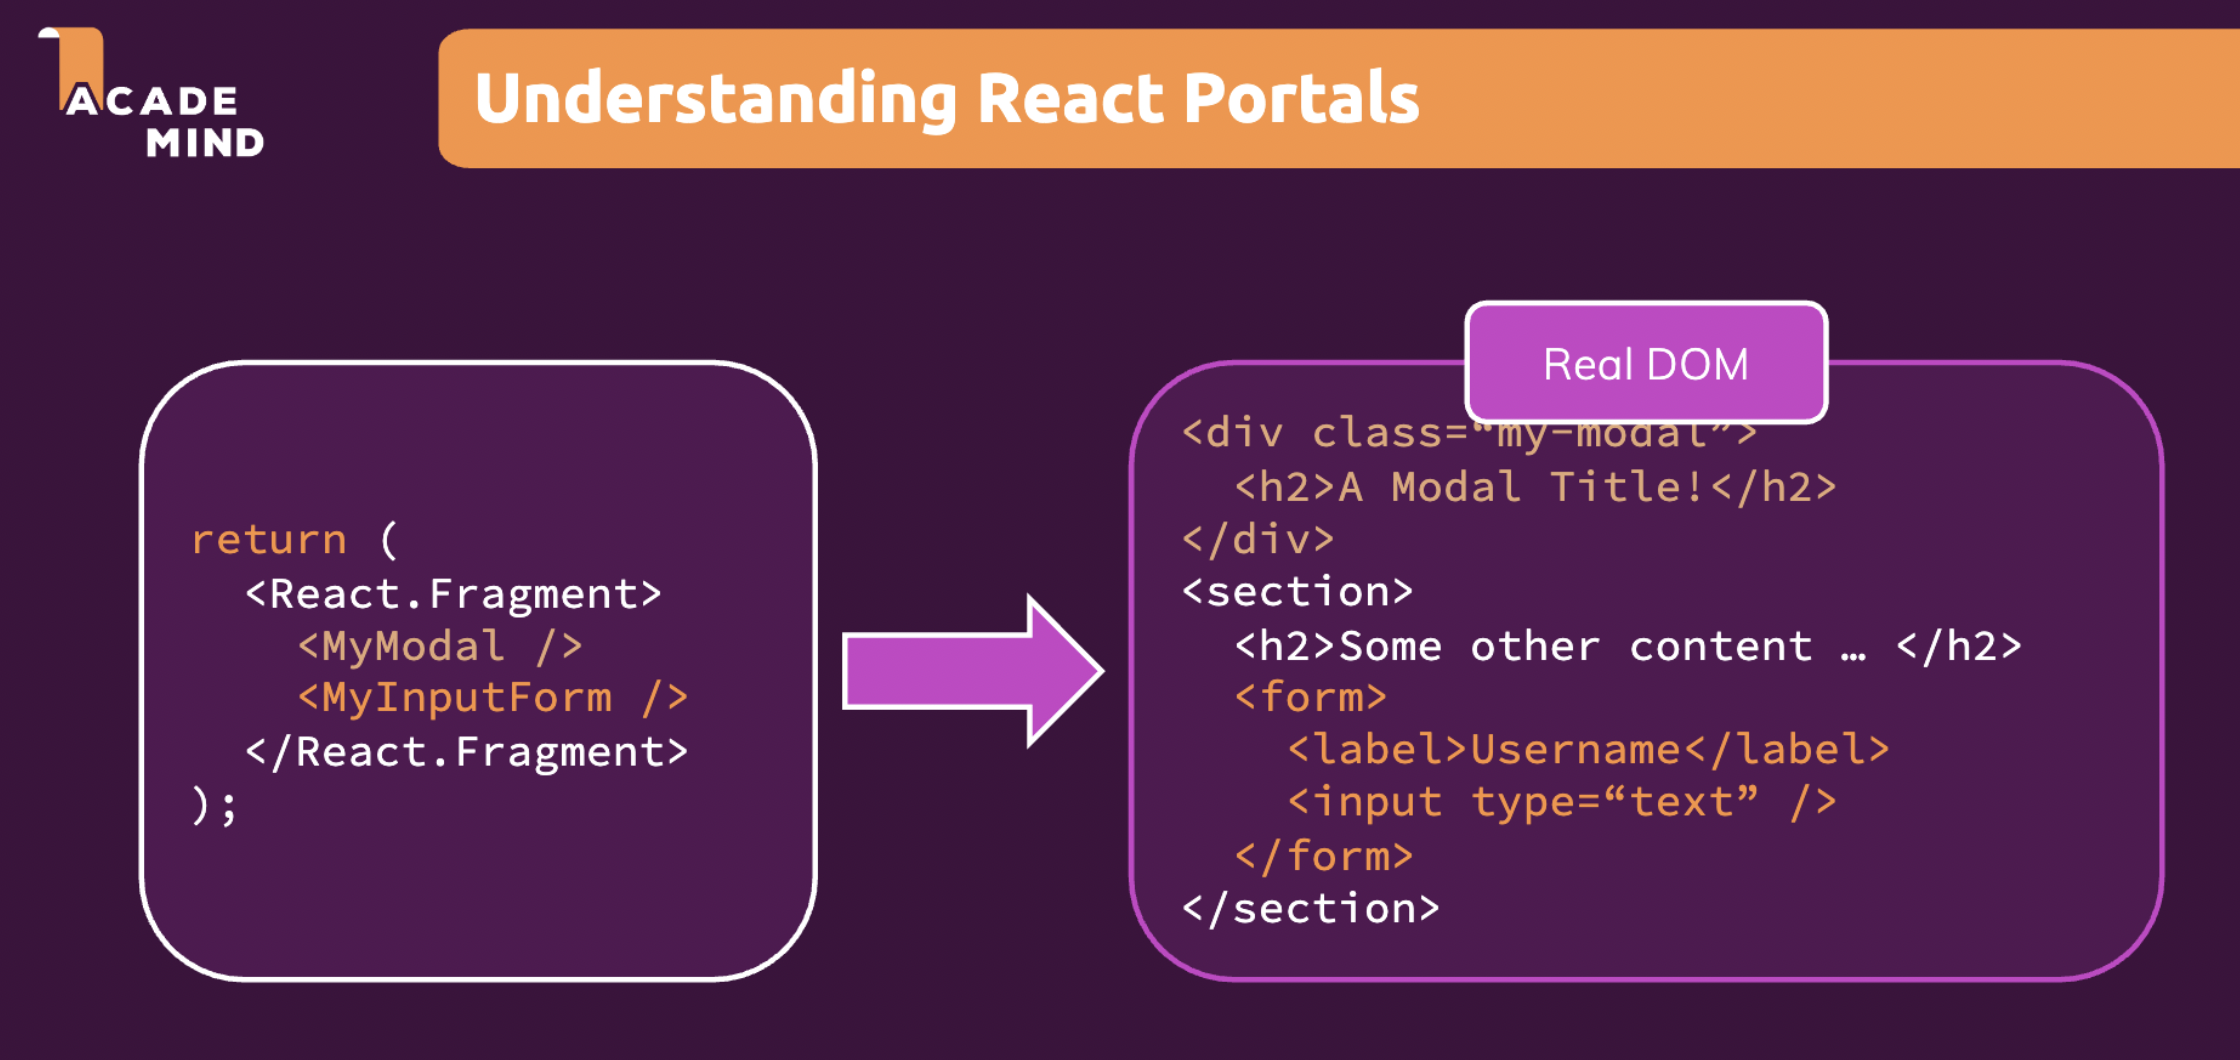 ACADE
MIND
Understanding React Portals
return (
<React.Fragment>
<MyModal />
<MyInputForm />
</React.Fragment>
);
Real DOM
<div class=“my-modal”>
<h2>A Modal Title!</h2>
</div>
<section>
<h2>Some other content … </h2>
<form>
<label>Username</label>
<input type=“text” />
</form>
</section>